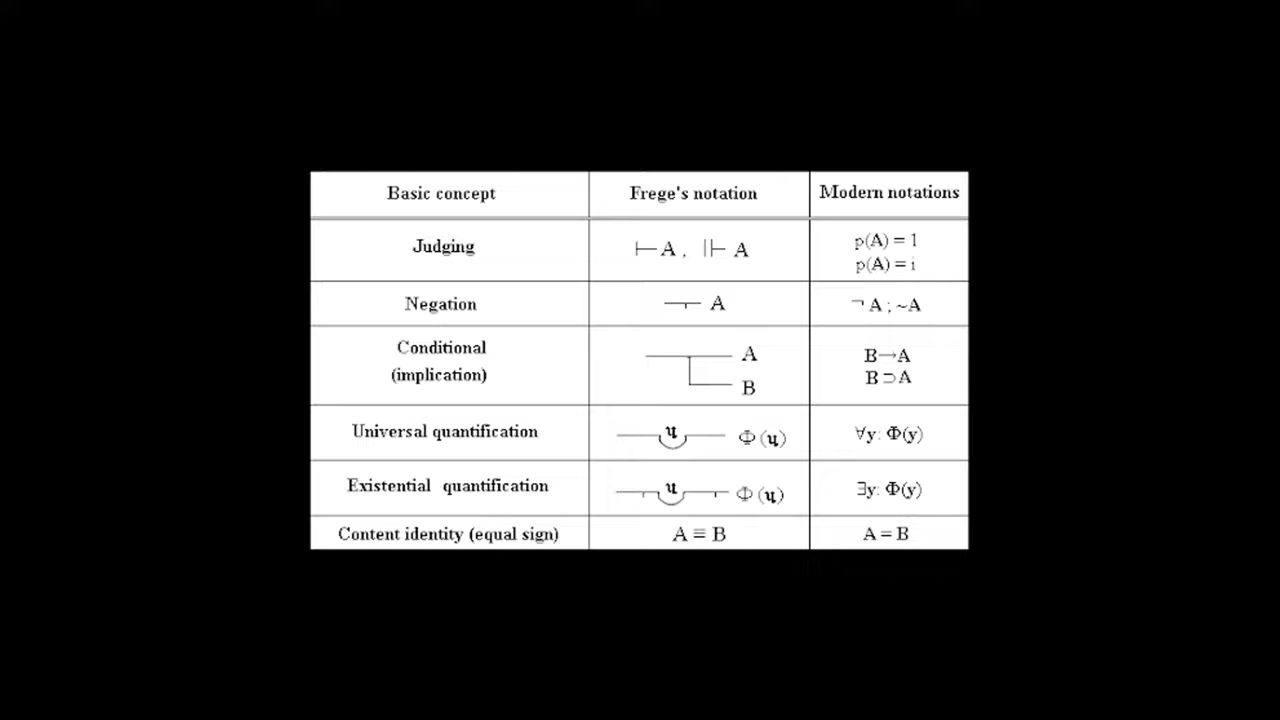 Basic concept Frege's notation Modern notations
Judging ⊢A, ||⊢ A p(A) = 1
p(A) = i
Negation A ¬ A ; ~A
Conditional A B→A
(implication) B B⊃A
Universal quantification 𝔶 Φ(𝔶) ∀y: Φ(y)
Existential quantification 𝔶 Φ(𝔶) ∃y: Φ(y)
Content identity (equal sign) A ≡ B A = B